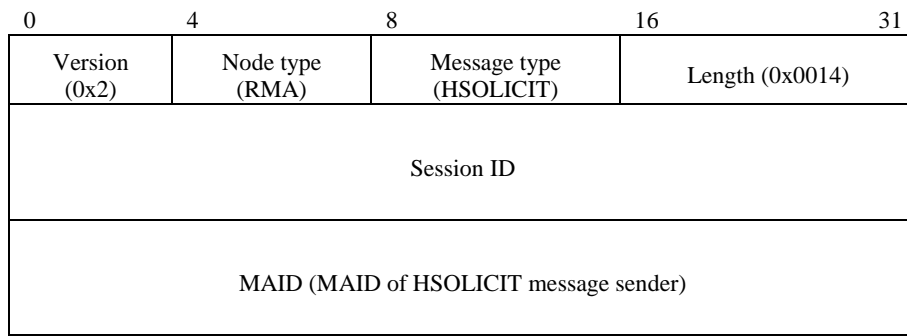 0 4 8 16 31
Version Node type Message type Length (0x0014)
(0x2) (RMA) (HSOLICIT)
Session ID
MAID (MAID of HSOLICIT message sender)